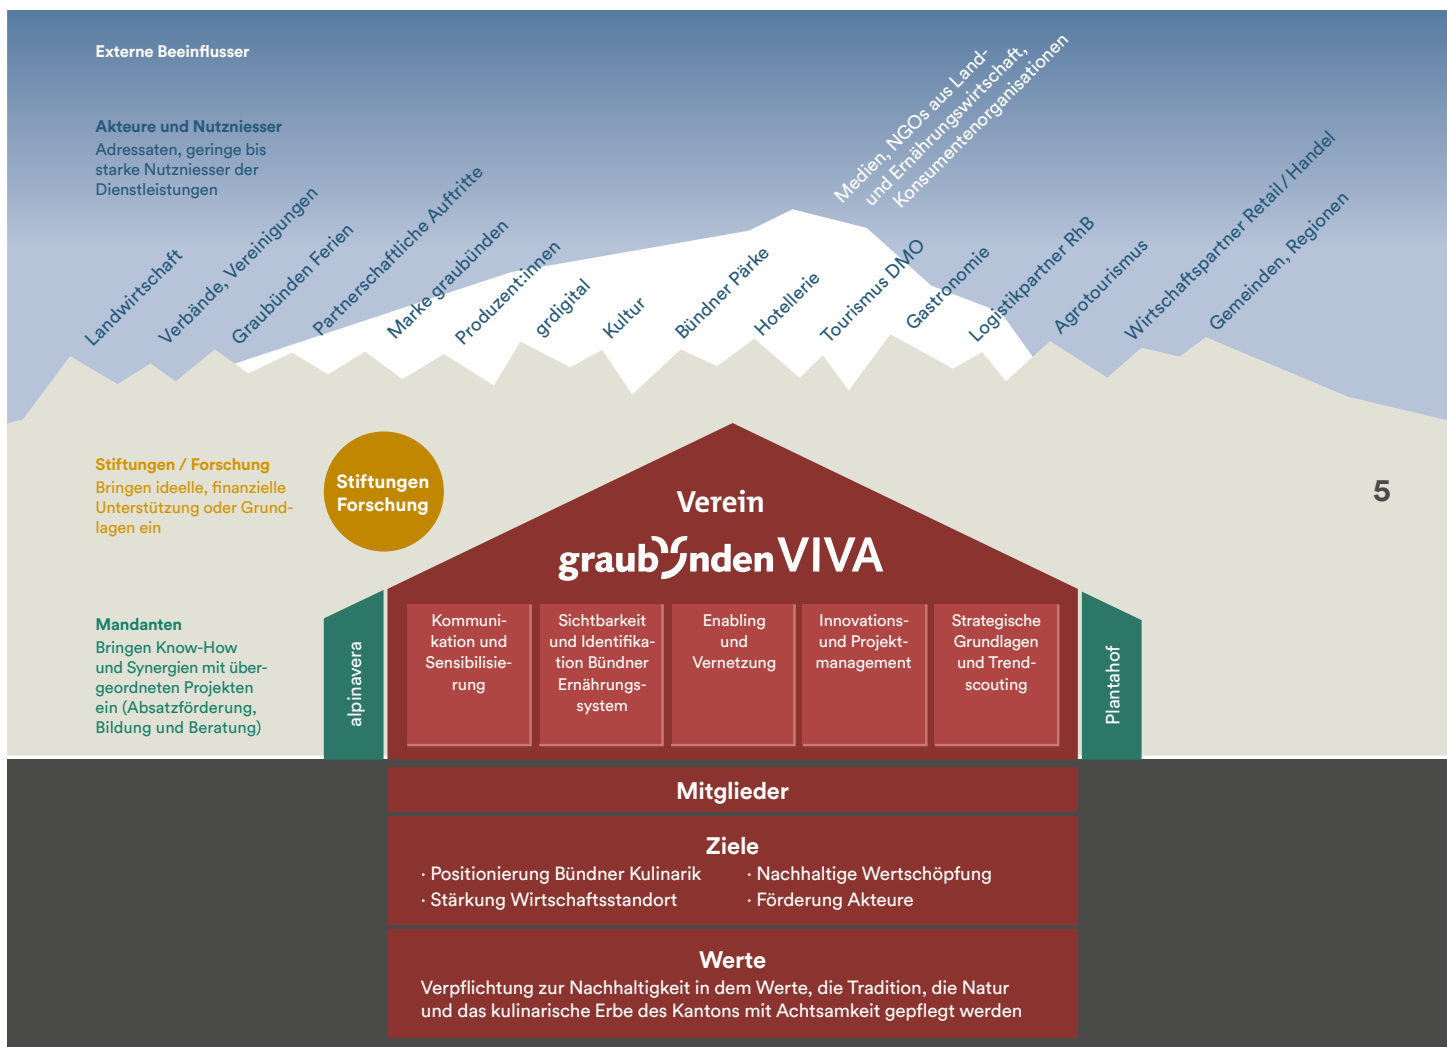 Externe Beeinflusser
Medien, NGOs aus Land-
und Ernährungswirtschaft,
Konsumentenorganisationen
Akteure und Nutzniesser
Adressaten, geringe bis
starke Nutzniesser der
Dienstleistungen
Landwirtschaft
Verbände, Vereinigungen
Graubünden Ferien
Partnerschaftliche Auftritte
Marke graubünden
Produzent:innen
grdigital
Kultur
Bündner Pärke
Hotellerie
Tourismus DMO
Gastronomie
Logistikpartner RhB
Agrotourismus
Wirtschaftspartner Retail / Handel
Gemeinden, Regionen
Stiftungen / Forschung
Bringen ideelle, finanzielle
Unterstützung oder Grund-
lagen ein
Stiftungen
Forschung
Verein
graubünden VIVA
5
Mandanten
Bringen Know-How
und Synergien mit über-
geordneten Projekten
ein (Absatzförderung,
Bildung und Beratung)
alpinavera
Kommuni-
kation und
Sensibilisie-
rung
Sichtbarkeit
und Identifika-
tion Bündner
Ernährungs-
system
Enabling
und
Vernetzung
Innovations-
und Projekt-
management
Strategische
Grundlagen
und Trend-
scouting
Plantahof
Mitglieder
Ziele
· Positionierung Bündner Kulinarik
· Stärkung Wirtschaftsstandort
· Nachhaltige Wertschöpfung
· Förderung Akteure
Werte
Verpflichtung zur Nachhaltigkeit in dem Werte, die Tradition, die Natur
und das kulinarische Erbe des Kantons mit Achtsamkeit gepflegt werden